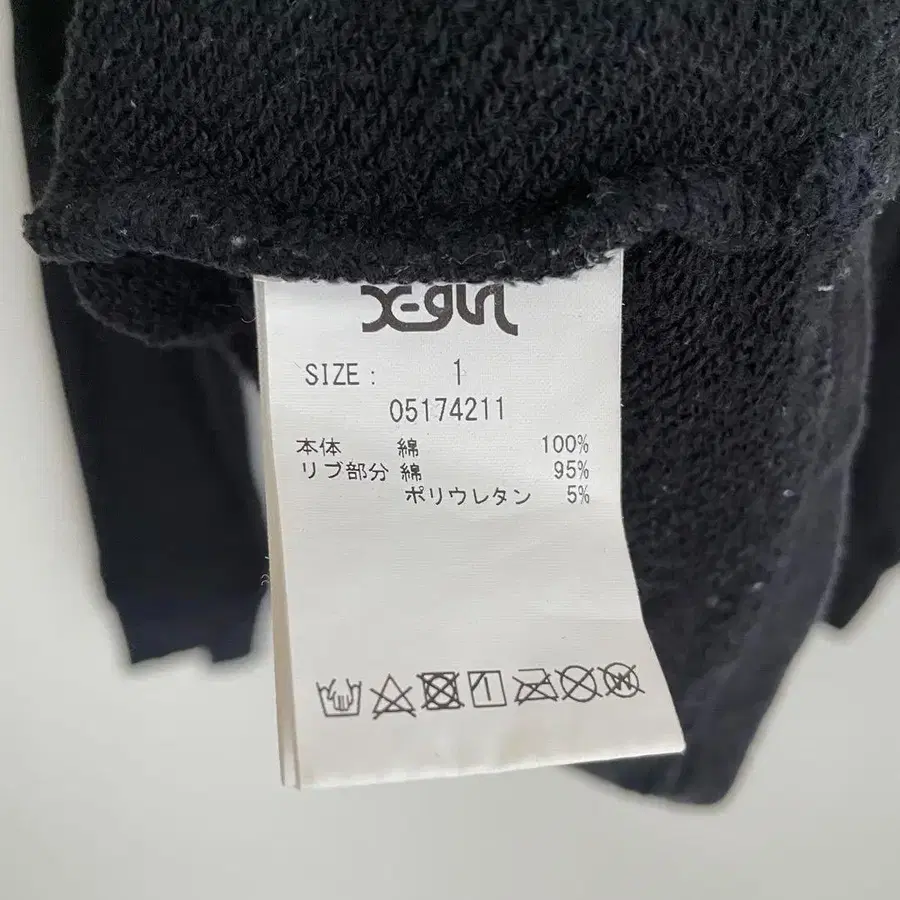 X-girl
SIZE : 1
05174211
本体 綿 100%
リブ部分 綿 95%
ポリウレタン 5%